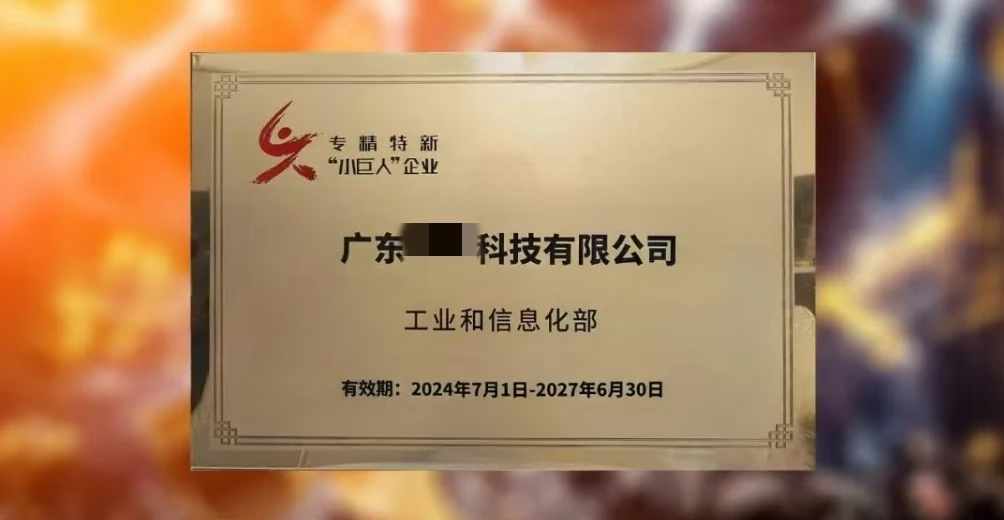 专精特新
“小巨人”企业
广东 科技有限公司
工业和信息化部
有效期：2024年7月1日-2027年6月30日